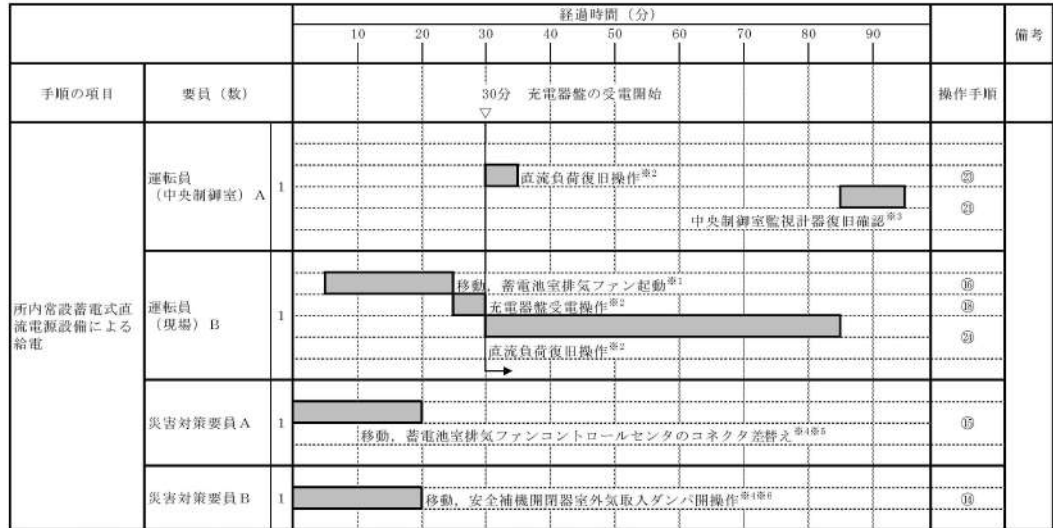 経過時間（分）
備考
10 20 30 40 50 60 70 80 90
手順の項目
要員（数）
30分 充電器盤の受電開始
▽
操作手順
所内常設蓄電式直
流電源設備による
給電
運転員
（中央制御室）A
1
直流負荷復旧操作※2
㉓
中央制御室監視計器復旧確認※3
運転員
（現場）B
1
移動，蓄電池室排気ファン起動※1
⑯
充電器盤受電操作※2
⑱
直流負荷復旧操作※2
災害対策要員A
1
移動，蓄電池室排気ファンコントロールセンタのコネクタ差替え※4※5
⑮
災害対策要員B
1
移動，安全補機開閉器室外気取入ダンパ開操作※4※6
⑭